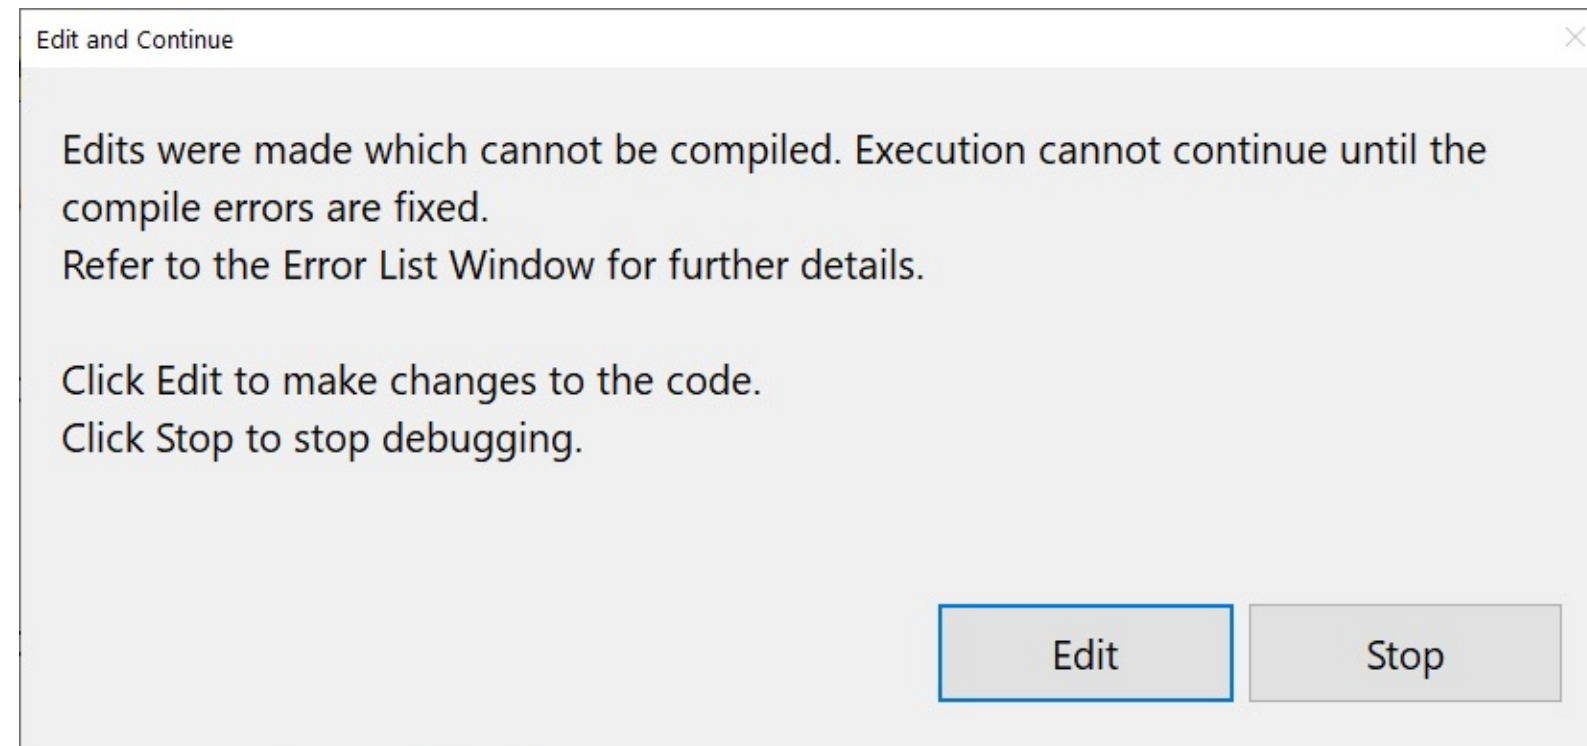 Edit and Continue
Edits were made which cannot be compiled. Execution cannot continue until the
compile errors are fixed.
Refer to the Error List Window for further details.
Click Edit to make changes to the code.
Click Stop to stop debugging.
Edit
Stop